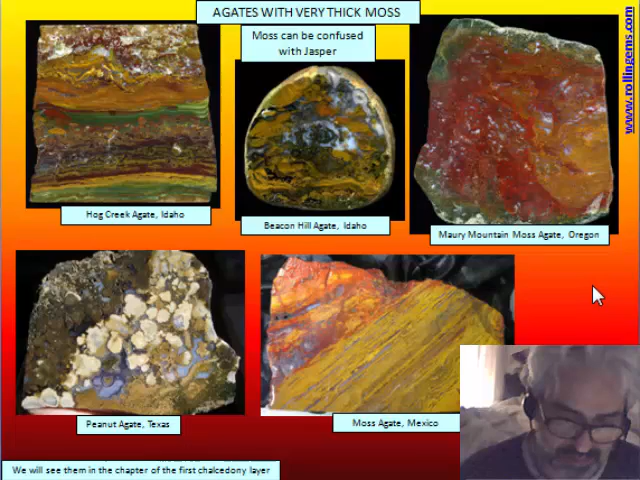 AGATES WITH VERY THICK MOSS
Moss can be confused
with Jasper
www.rollingems.com
Hog Creek Agate, Idaho
Beacon Hill Agate, Idaho
Maury Mountain Moss Agate, Oregon
Peanut Agate, Texas
Moss Agate, Mexico
We will see them in the chapter of the first chalcedony layer